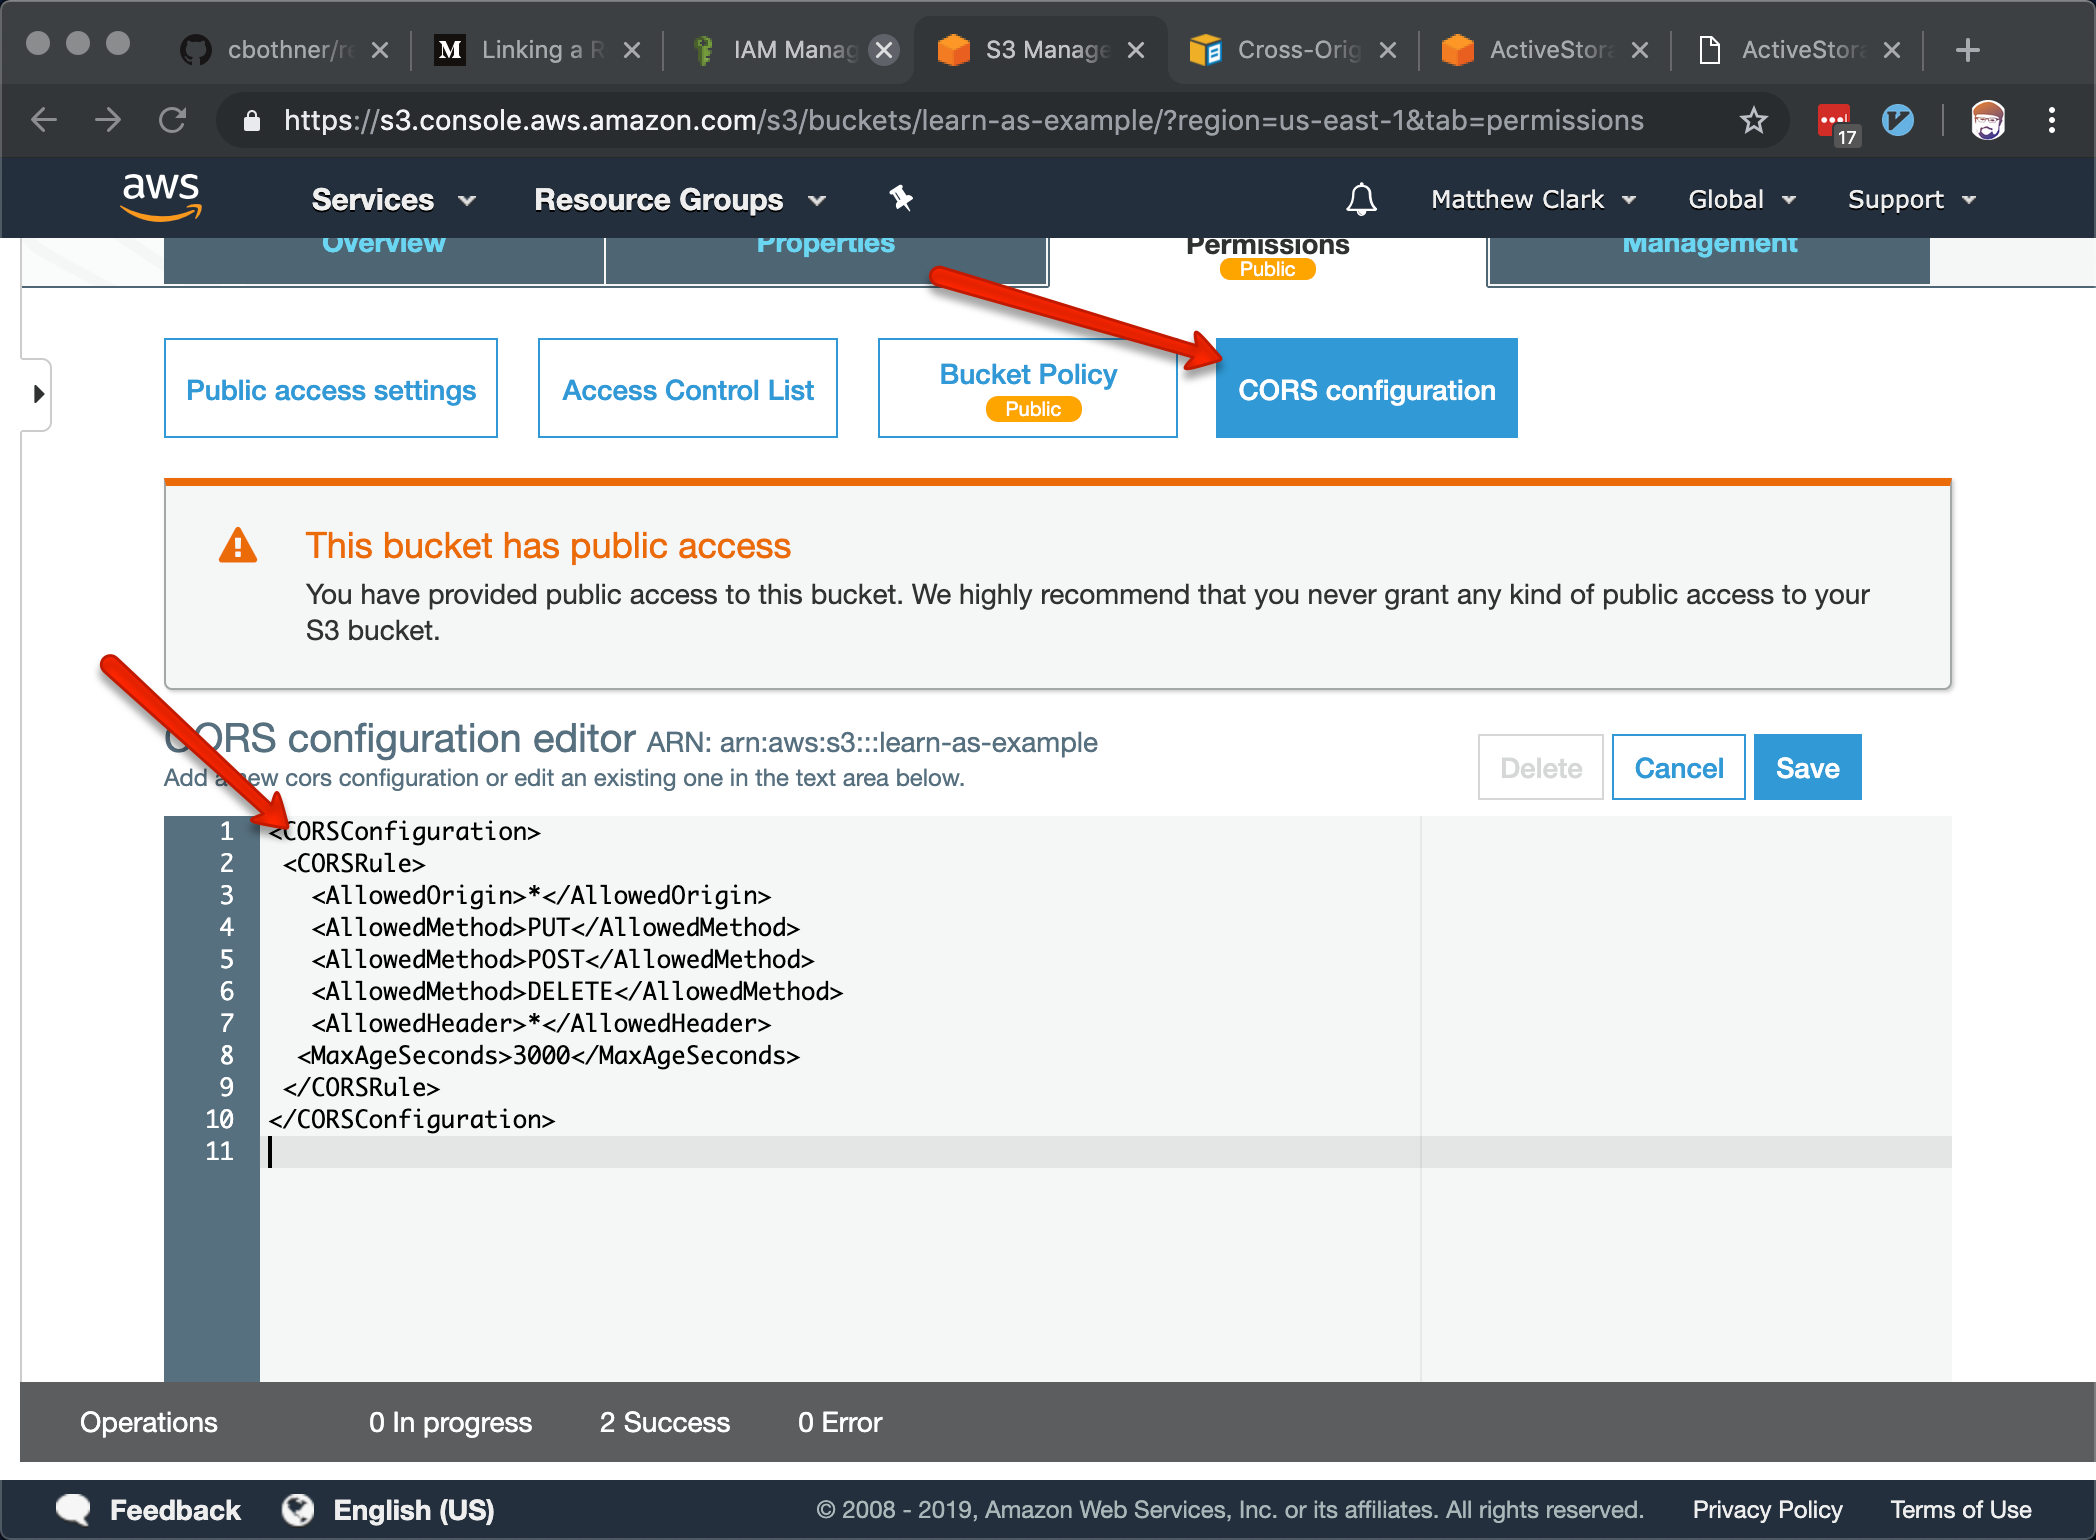 cbothner/re
Linking a R
IAM Manag
S3 Manage
Cross-Orig
ActiveStora
ActiveStora
https://s3.console.aws.amazon.com/s3/buckets/learn-as-example/?region=us-east-1&tab=permissions
17
aws
Services
Resource Groups
Matthew Clark
Global
Support
Overview
Properties
Permissions
Public
Management
Public access settings
Access Control List
Bucket Policy
Public
CORS configuration
This bucket has public access
You have provided public access to this bucket. We highly recommend that you never grant any kind of public access to your
S3 bucket.
CORS configuration editor ARN: arn:aws:s3:::learn-as-example
Add a new cors configuration or edit an existing one in the text area below.
Delete
Cancel
Save
1 <CORSConfiguration>
2 <CORSRule>
3 <AllowedOrigin>*</AllowedOrigin>
4 <AllowedMethod>PUT</AllowedMethod>
5 <AllowedMethod>POST</AllowedMethod>
6 <AllowedMethod>DELETE</AllowedMethod>
7 <AllowedHeader>*</AllowedHeader>
8 <MaxAgeSeconds>3000</MaxAgeSeconds>
9 </CORSRule>
10 </CORSConfiguration>
11
Operations
0 In progress
2 Success
0 Error
Feedback
English (US)
© 2008 - 2019, Amazon Web Services, Inc. or its affiliates. All rights reserved.
Privacy Policy
Terms of Use